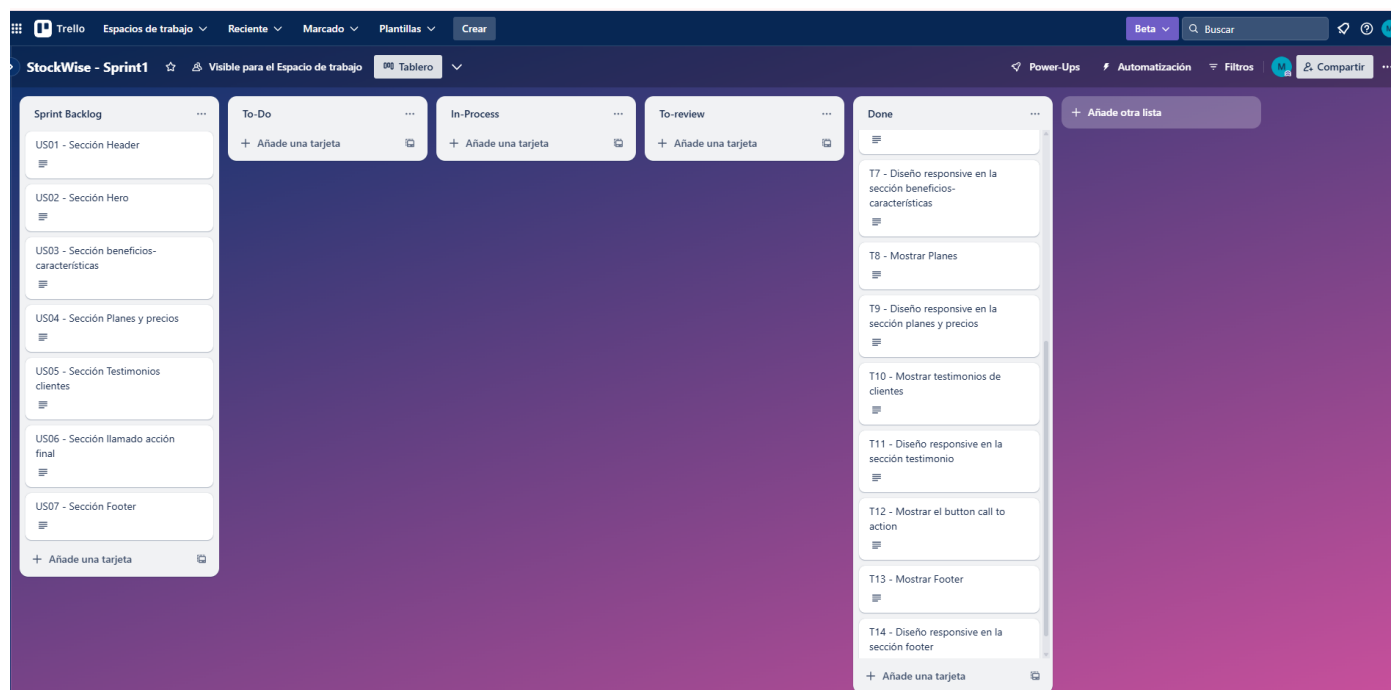 Trello
Espacios de trabajo
Reciente
Marcado
Plantillas
Crear
Beta
Buscar
StockWise - Sprint1
Visible para el Espacio de trabajo
Tablero
Power-Ups
Automatización
Filtros
M
Compartir
Sprint Backlog
US01 - Sección Header
US02 - Sección Hero
US03 - Sección beneficios-
características
US04 - Sección Planes y precios
US05 - Sección Testimonios
clientes
US06 - Sección llamado acción
final
US07 - Sección Footer
Añade una tarjeta
To-Do
Añade una tarjeta
In-Process
Añade una tarjeta
To-review
Añade una tarjeta
Done
T7 - Diseño responsive en la
sección beneficios-
características
T8 - Mostrar Planes
T9 - Diseño responsive en la
sección planes y precios
T10 - Mostrar testimonios de
clientes
T11 - Diseño responsive en la
sección testimonio
T12 - Mostrar el button call to
action
T13 - Mostrar Footer
T14 - Diseño responsive en la
sección footer
Añade una tarjeta
Añade otra lista